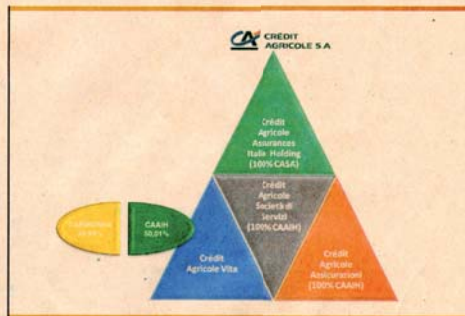 CA CRÉDIT
AGRICOLE S.A
Crédit
Agricole
Assurances
Italia Holding
(100% CASA)
Crédit
Agricole
Società di
Servizi
(100% CAAIH)
CAAIH
50,01%
Crédit
Agricole Vita
Crédit
Agricole
Assicurazioni
(100% CAAIH)